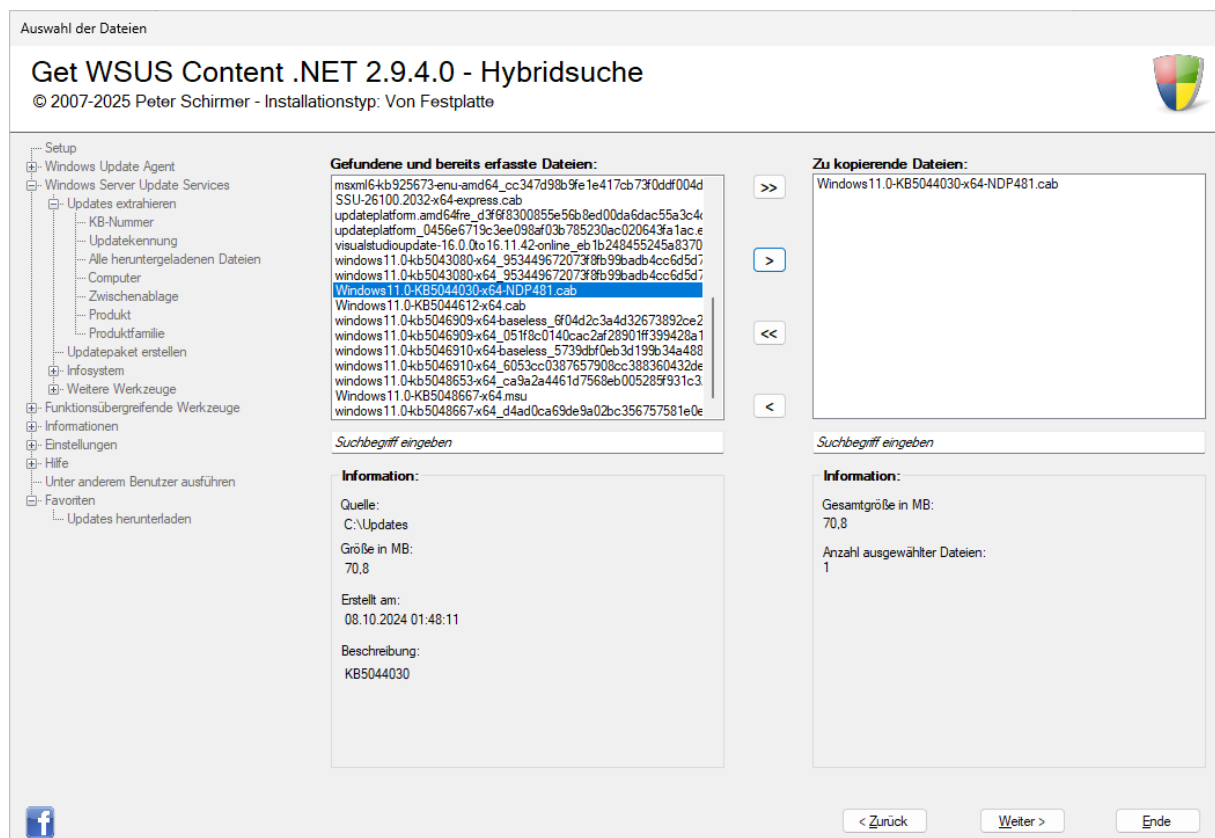 Auswahl der Dateien
Get WSUS Content .NET 2.9.4.0 - Hybridsuche
© 2007-2025 Peter Schirmer - Installationstyp: Von Festplatte
Setup
Windows Update Agent
Windows Server Update Services
Updates extrahieren
KB-Nummer
Updatekennung
Alle heruntergeladenen Dateien
Computer
Zwischenablage
Produkt
Produktfamilie
Updatepaket erstellen
Infosystem
Weitere Werkzeuge
Funktionsübergreifende Werkzeuge
Informationen
Einstellungen
Hilfe
Unter anderem Benutzer ausführen
Favoriten
Updates herunterladen
Gefundene und bereits erfasste Dateien:
msxml6-kb925673-enu-amd64_cc347d98b9fe1e417cb73f0ddf004d
SSU-26100.2032-x64-express.cab
updateplatform.amd64fre_d3f6f8300855e56b8ed00da6dac55a3c4c
updateplatform_0456e6719c3ee098af03b785230ac020643fa1ac.e
visualstudioupdate-16.0.0to16.11.42-online_eb1b248455245a8370
windows11.0-kb5043080-x64_953449672073f8fb99badb4cc6d5d7
windows11.0-kb5043080-x64_953449672073f8fb99badb4cc6d5d7
Windows11.0-KB5044030-x64-NDP481.cab
Windows11.0-KB5044612-x64.cab
windows11.0-kb5046909-x64-baseless_6f04d2c3a4d32673892ce2
windows11.0-kb5046909-x64_051f8c0140cac2af28901ff399428a1
windows11.0-kb5046910-x64-baseless_5739dbf0eb3d199b34a488
windows11.0-kb5046910-x64_6053cc0387657908cc388360432de
windows11.0-kb5048653-x64_ca9a2a4461d7568eb005285f931c3
Windows11.0-KB5048667-x64.msu
windows11.0-kb5048667-x64_d4ad0ca69de9a02bc356757581e0e
Suchbegriff eingeben
Information:
Quelle:
C:\Updates
Größe in MB:
70,8
Erstellt am:
08.10.2024 01:48:11
Beschreibung:
KB5044030
>>
>
<<
<
Zu kopierende Dateien:
Windows11.0-KB5044030-x64-NDP481.cab
Suchbegriff eingeben
Information:
Gesamtgröße in MB:
70,8
Anzahl ausgewählter Dateien:
1
f
< Zurück
Weiter >
Ende